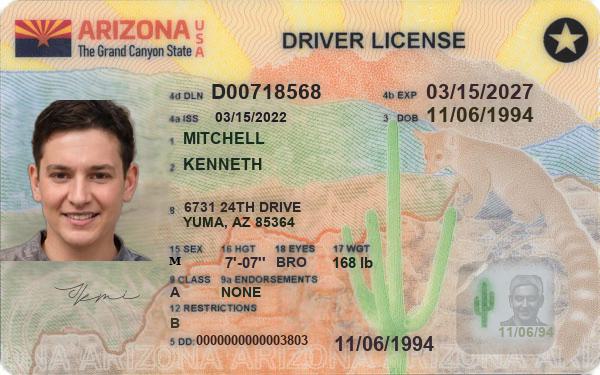 ARIZONA USA
The Grand Canyon State
DRIVER LICENSE
4d DLN D00718568
4b EXP 03/15/2027
4a ISS 03/15/2022
3 DOB 11/06/1994
1 MITCHELL
2 KENNETH
8 6731 24TH DRIVE
YUMA, AZ 85364
15 SEX 16 HGT 18 EYES 17 WGT
M 7'-07" BRO 168 lb
9 CLASS 9a ENDORSEMENTS
A NONE
12 RESTRICTIONS
B
5 DD: 0000000000003803
11/06/1994
11/06/94
ONA ARIZONA ARIZONA ARIZONA ARIZON